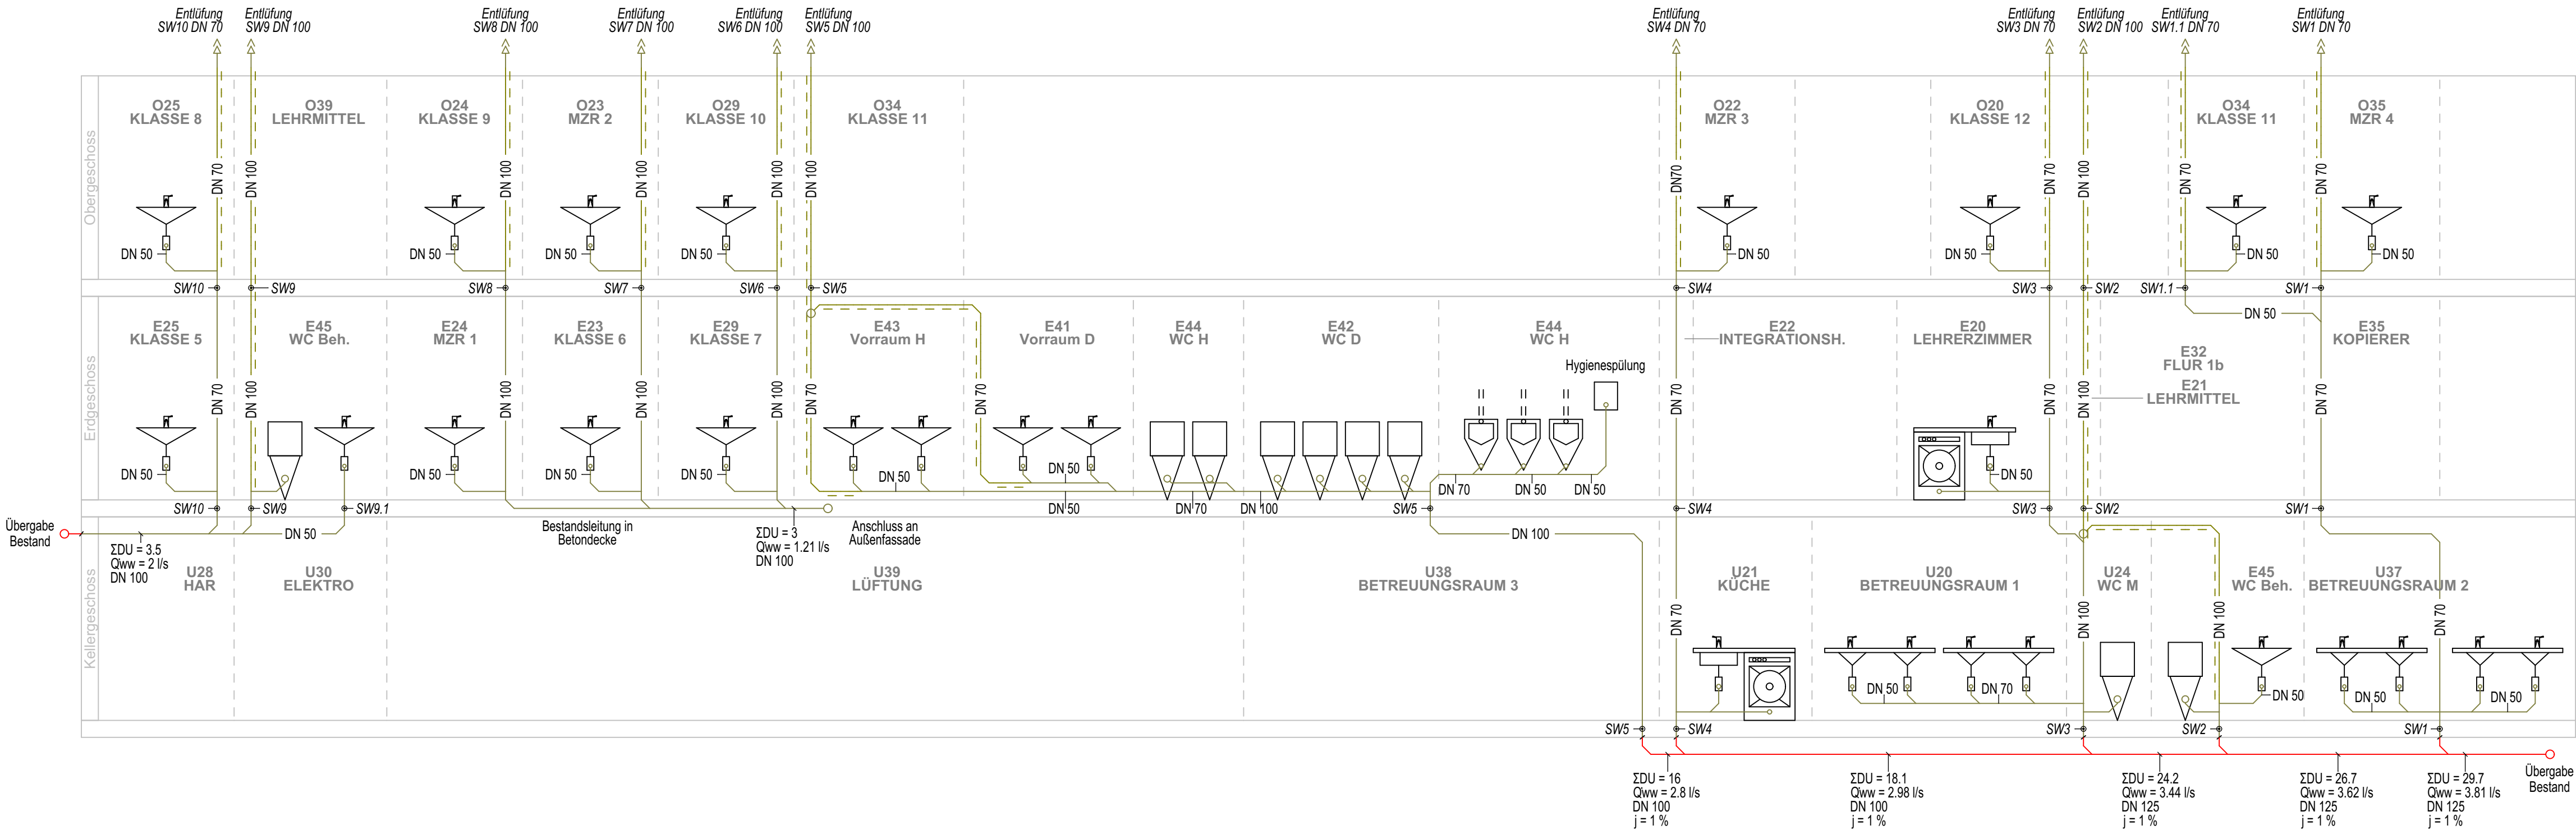 Entlüfung
SW10 DN 70
Entlüfung
SW9 DN 100
Entlüfung
SW8 DN 100
Entlüfung
SW7 DN 100
Entlüfung
SW6 DN 100
Entlüfung
SW5 DN 100
Entlüfung
SW4 DN 70
Entlüfung
SW3 DN 70
Entlüfung
SW2 DN 100
Entlüfung
SW1.1 DN 70
Entlüfung
SW1 DN 70
Obergeschoss
O25
KLASSE 8
O39
LEHRMITTEL
O24
KLASSE 9
O23
MZR 2
O29
KLASSE 10
O34
KLASSE 11
O22
MZR 3
O20
KLASSE 12
O34
KLASSE 11
O35
MZR 4
DN 70
DN 100
DN 100
DN 100
DN 100
DN 100
DN70
DN 70
DN 100
DN 70
DN 70
DN 50
DN 50
DN 50
DN 50
DN 50
DN 50
DN 50
DN 50
SW10
SW9
SW8
SW7
SW6
SW5
SW4
SW3
SW2
SW1.1
SW1
Erdgeschoss
E25
KLASSE 5
E45
WC Beh.
E24
MZR 1
E23
KLASSE 6
E29
KLASSE 7
E43
Vorraum H
E41
Vorraum D
E44
WC H
E42
WC D
E44
WC H
Hygienespülung
E22
INTEGRATIONSH.
E20
LEHRERZIMMER
E32
FLUR 1b
E21
LEHRMITTEL
DN 50
E35
KOPIERER
DN 70
DN 100
DN 100
DN 100
DN 100
DN 70
DN 70
DN 70
DN 70
DN 100
DN 70
DN 50
DN 50
DN 50
DN 50
DN 50
DN 50
DN 50
DN 70
DN 50
DN 50
DN 50
DN 50
DN 70
DN 100
SW10
SW9
SW9.1
SW5
SW4
SW3
SW2
SW1
Kellergeschoss
Übergabe
Bestand
DN 50
ΣDU = 3.5
Qww = 2 l/s
DN 100
Bestandsleitung in
Betondecke
ΣDU = 3
Qww = 1.21 l/s
DN 100
Anschluss an
Außenfassade
DN 100
U28
HAR
U30
ELEKTRO
U39
LÜFTUNG
U38
BETREUUNGSRAUM 3
U21
KÜCHE
U20
BETREUUNGSRAUM 1
U24
WC M
E45
WC Beh.
U37
BETREUUNGSRAUM 2
DN 70
DN 100
DN 100
DN 70
DN 50
DN 70
DN 50
DN 50
DN 50
SW5
SW4
SW3
SW2
SW1
ΣDU = 16
Qww = 2.8 l/s
DN 100
j = 1 %
ΣDU = 18.1
Qww = 2.98 l/s
DN 100
j = 1 %
ΣDU = 24.2
Qww = 3.44 l/s
DN 125
j = 1 %
ΣDU = 26.7
Qww = 3.62 l/s
DN 125
j = 1 %
ΣDU = 29.7
Qww = 3.81 l/s
DN 125
j = 1 %
Übergabe
Bestand